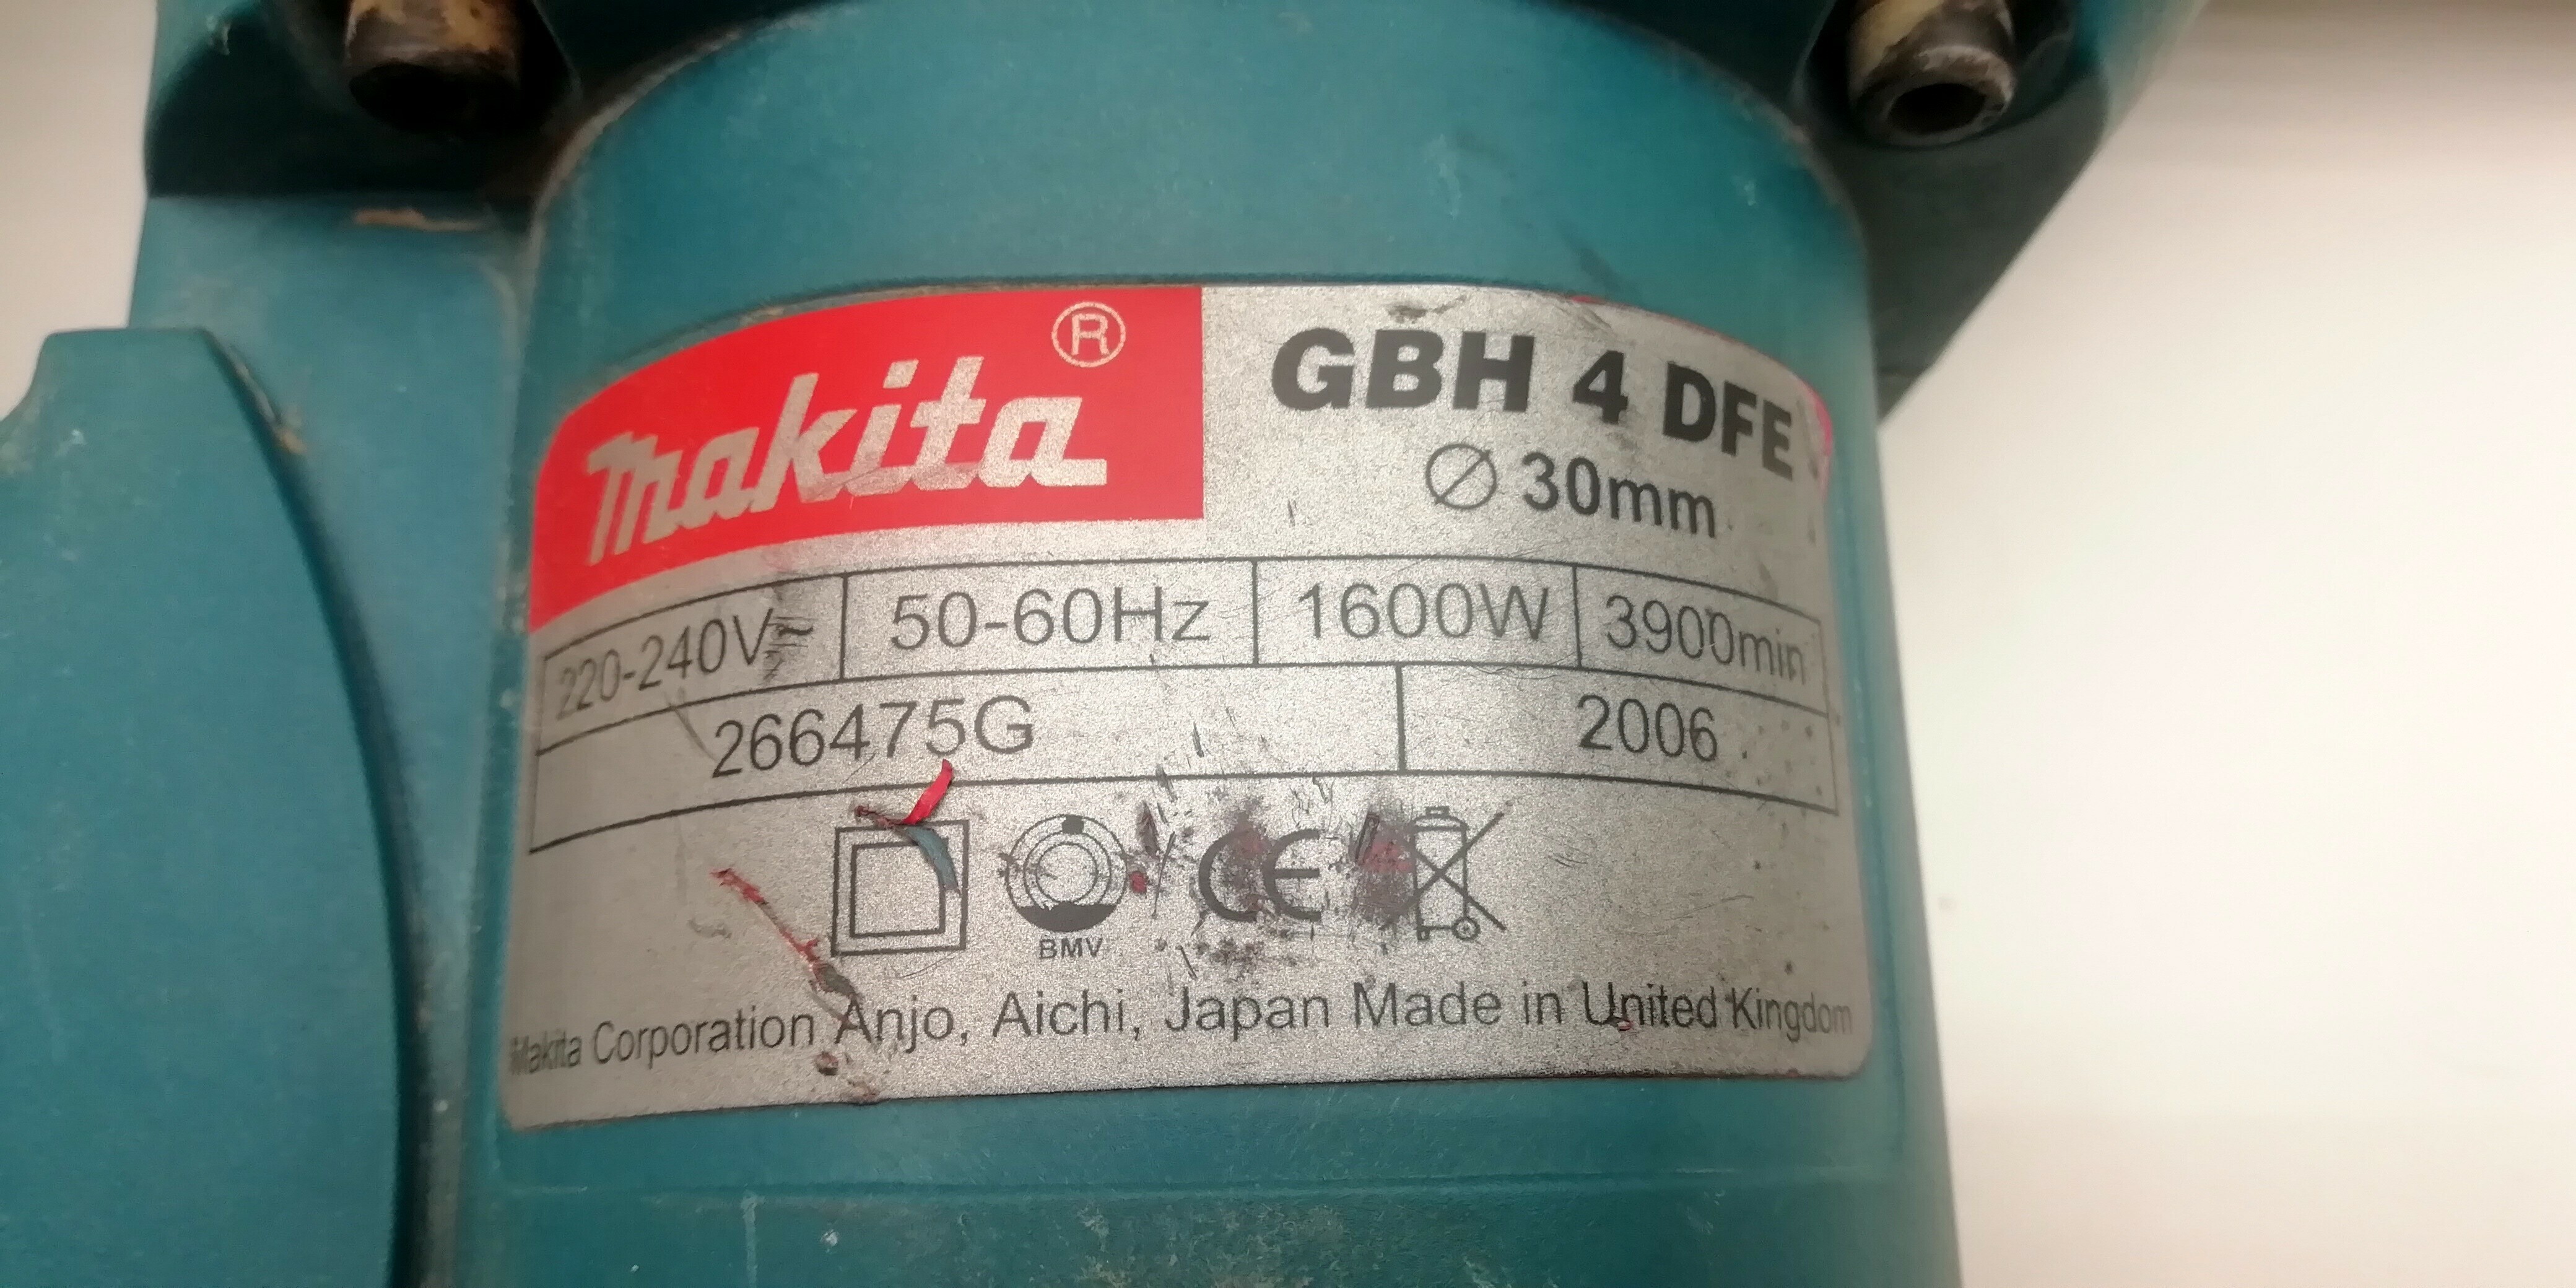 Makita®
GBH 4 DFE
Ø 30mm
220-240V~ 50-60Hz 1600W 3900min
266475G 2006
BMV CE
Makita Corporation Anjo, Aichi, Japan Made in United Kingdom